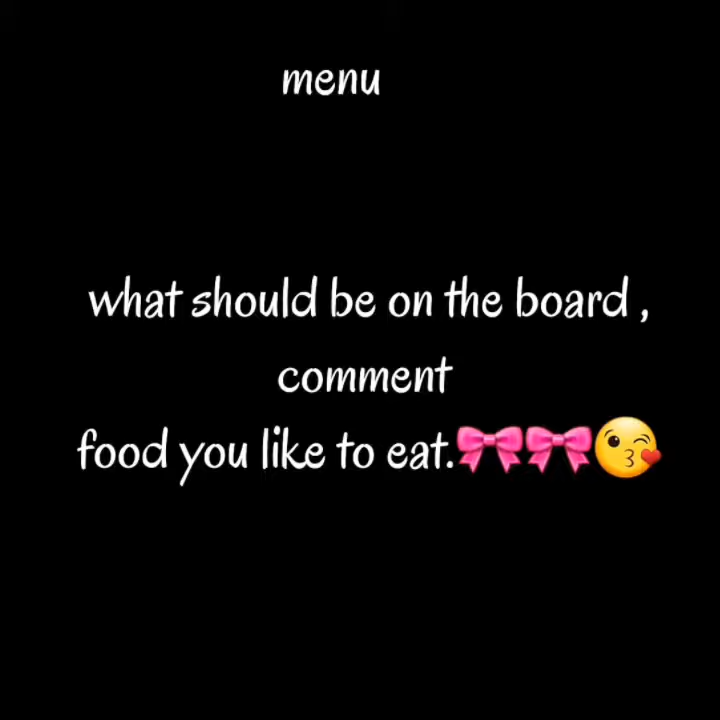 menu
what should be on the board ,
comment
food you like to eat.🎀🎀😘